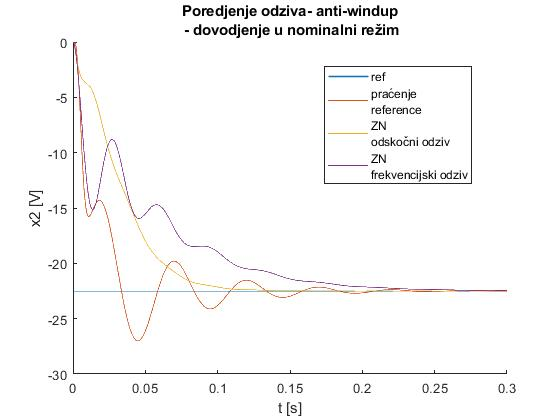 Poredjenje odziva- anti-windup
- dovodjenje u nominalni režim
0
-5
-10
-15
-20
-25
-30
x2 [V]
ref
praćenje
reference
ZN
odskočni odziv
ZN
frekvencijski odziv
0
0.05
0.1
0.15
0.2
0.25
0.3
t [s]